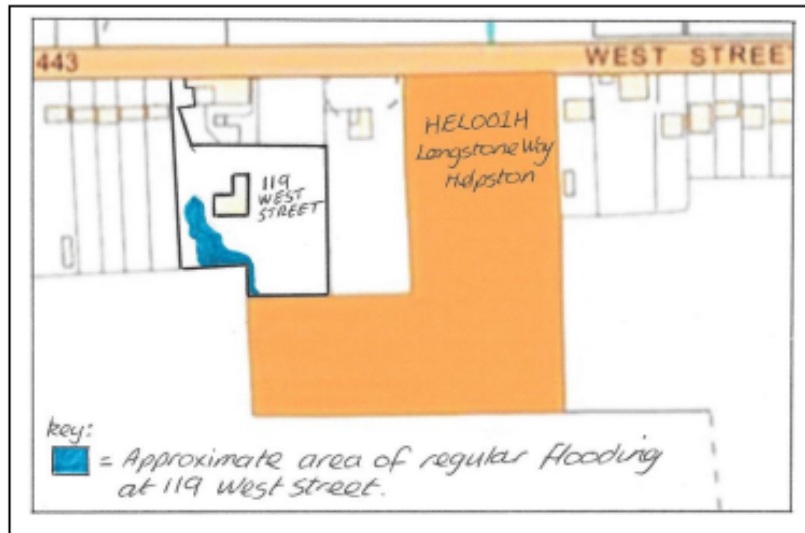 443
WEST STREET
HEL001H
Longstone Way
Helpston
119
WEST
STREET
key:
= Approximate area of regular flooding
at 119 West Street.